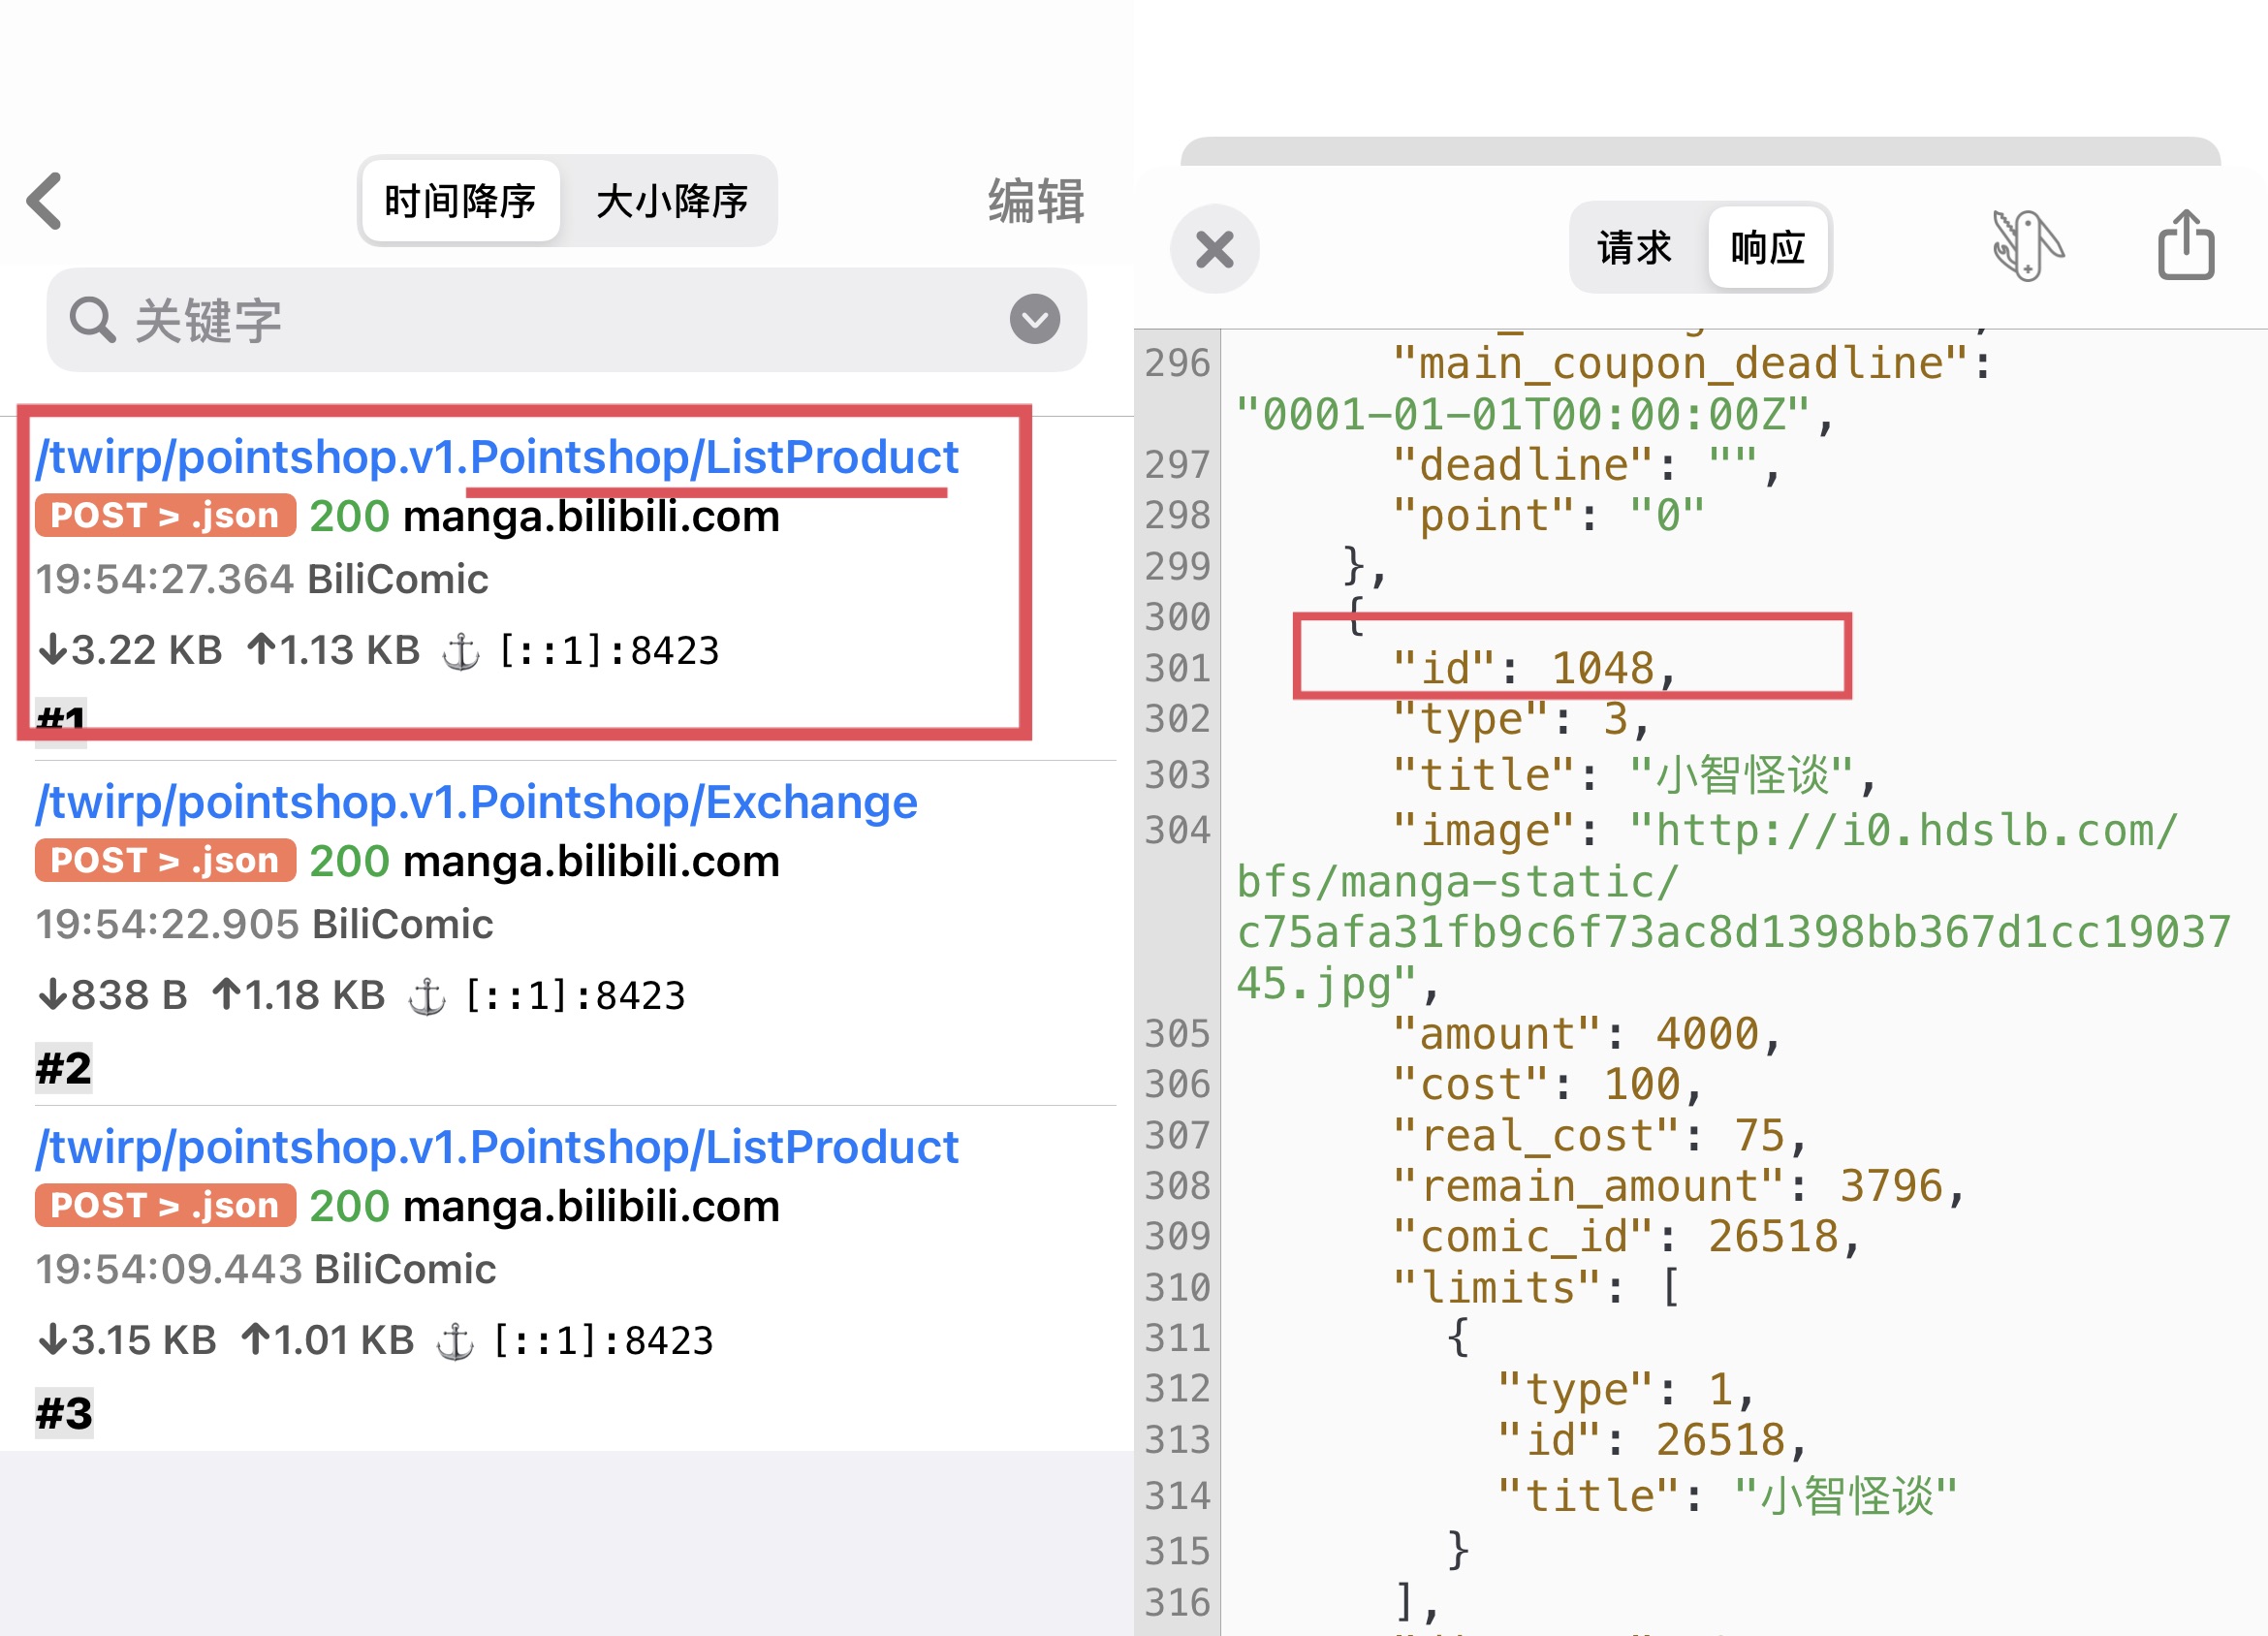 时间降序 大小降序 编辑
关键字
/twirp/pointshop.v1.Pointshop/ListProduct
POST > .json 200 manga.bilibili.com
19:54:27.364 BiliComic
↓3.22 KB ↑1.13 KB ⚓ [::1]:8423
#1
/twirp/pointshop.v1.Pointshop/Exchange
POST > .json 200 manga.bilibili.com
19:54:22.905 BiliComic
↓838 B ↑1.18 KB ⚓ [::1]:8423
#2
/twirp/pointshop.v1.Pointshop/ListProduct
POST > .json 200 manga.bilibili.com
19:54:09.443 BiliComic
↓3.15 KB ↑1.01 KB ⚓ [::1]:8423
#3
请求 响应
296 "main_coupon_deadline":
"0001-01-01T00:00:00Z",
297 "deadline": "",
298 "point": "0"
299 },
300 {
301 "id": 1048,
302 "type": 3,
303 "title": "小智怪谈",
304 "image": "http://i0.hdslb.com/
bfs/manga-static/
c75afa31fb9c6f73ac8d1398bb367d1cc19037
45.jpg",
305 "amount": 4000,
306 "cost": 100,
307 "real_cost": 75,
308 "remain_amount": 3796,
309 "comic_id": 26518,
310 "limits": [
311 {
312 "type": 1,
313 "id": 26518,
314 "title": "小智怪谈"
315 }
316 ],